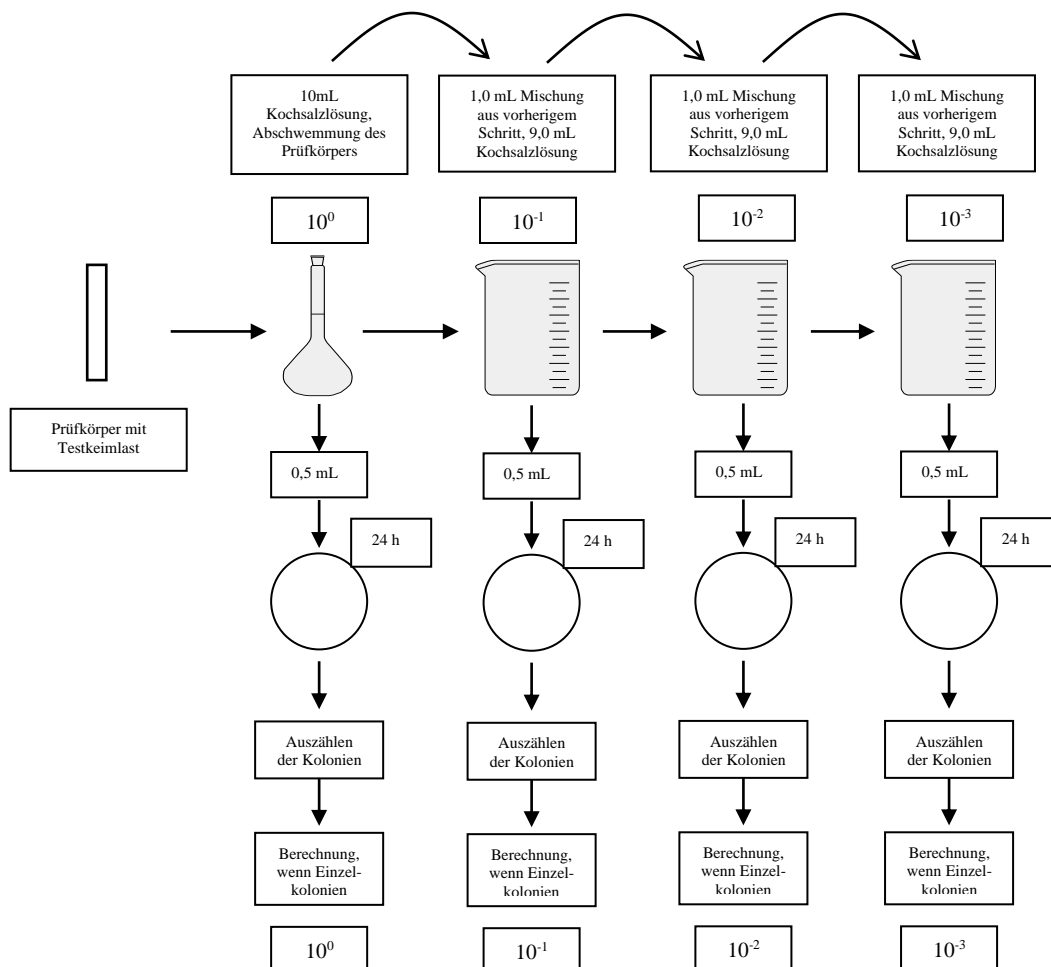 10mL
Kochsalzlösung,
Abschwemmung des
Prüfkörpers
1,0 mL Mischung
aus vorherigem
Schritt, 9,0 mL
Kochsalzlösung
1,0 mL Mischung
aus vorherigem
Schritt, 9,0 mL
Kochsalzlösung
1,0 mL Mischung
aus vorherigem
Schritt, 9,0 mL
Kochsalzlösung
10⁰
10⁻¹
10⁻²
10⁻³
Prüfkörper mit
Testkeimlast
0,5 mL
0,5 mL
0,5 mL
0,5 mL
24 h
24 h
24 h
24 h
Auszählen
der Kolonien
Auszählen
der Kolonien
Auszählen
der Kolonien
Auszählen
der Kolonien
Berechnung,
wenn Einzel-
kolonien
Berechnung,
wenn Einzel-
kolonien
Berechnung,
wenn Einzel-
kolonien
Berechnung,
wenn Einzel-
kolonien
10⁰
10⁻¹
10⁻²
10⁻³